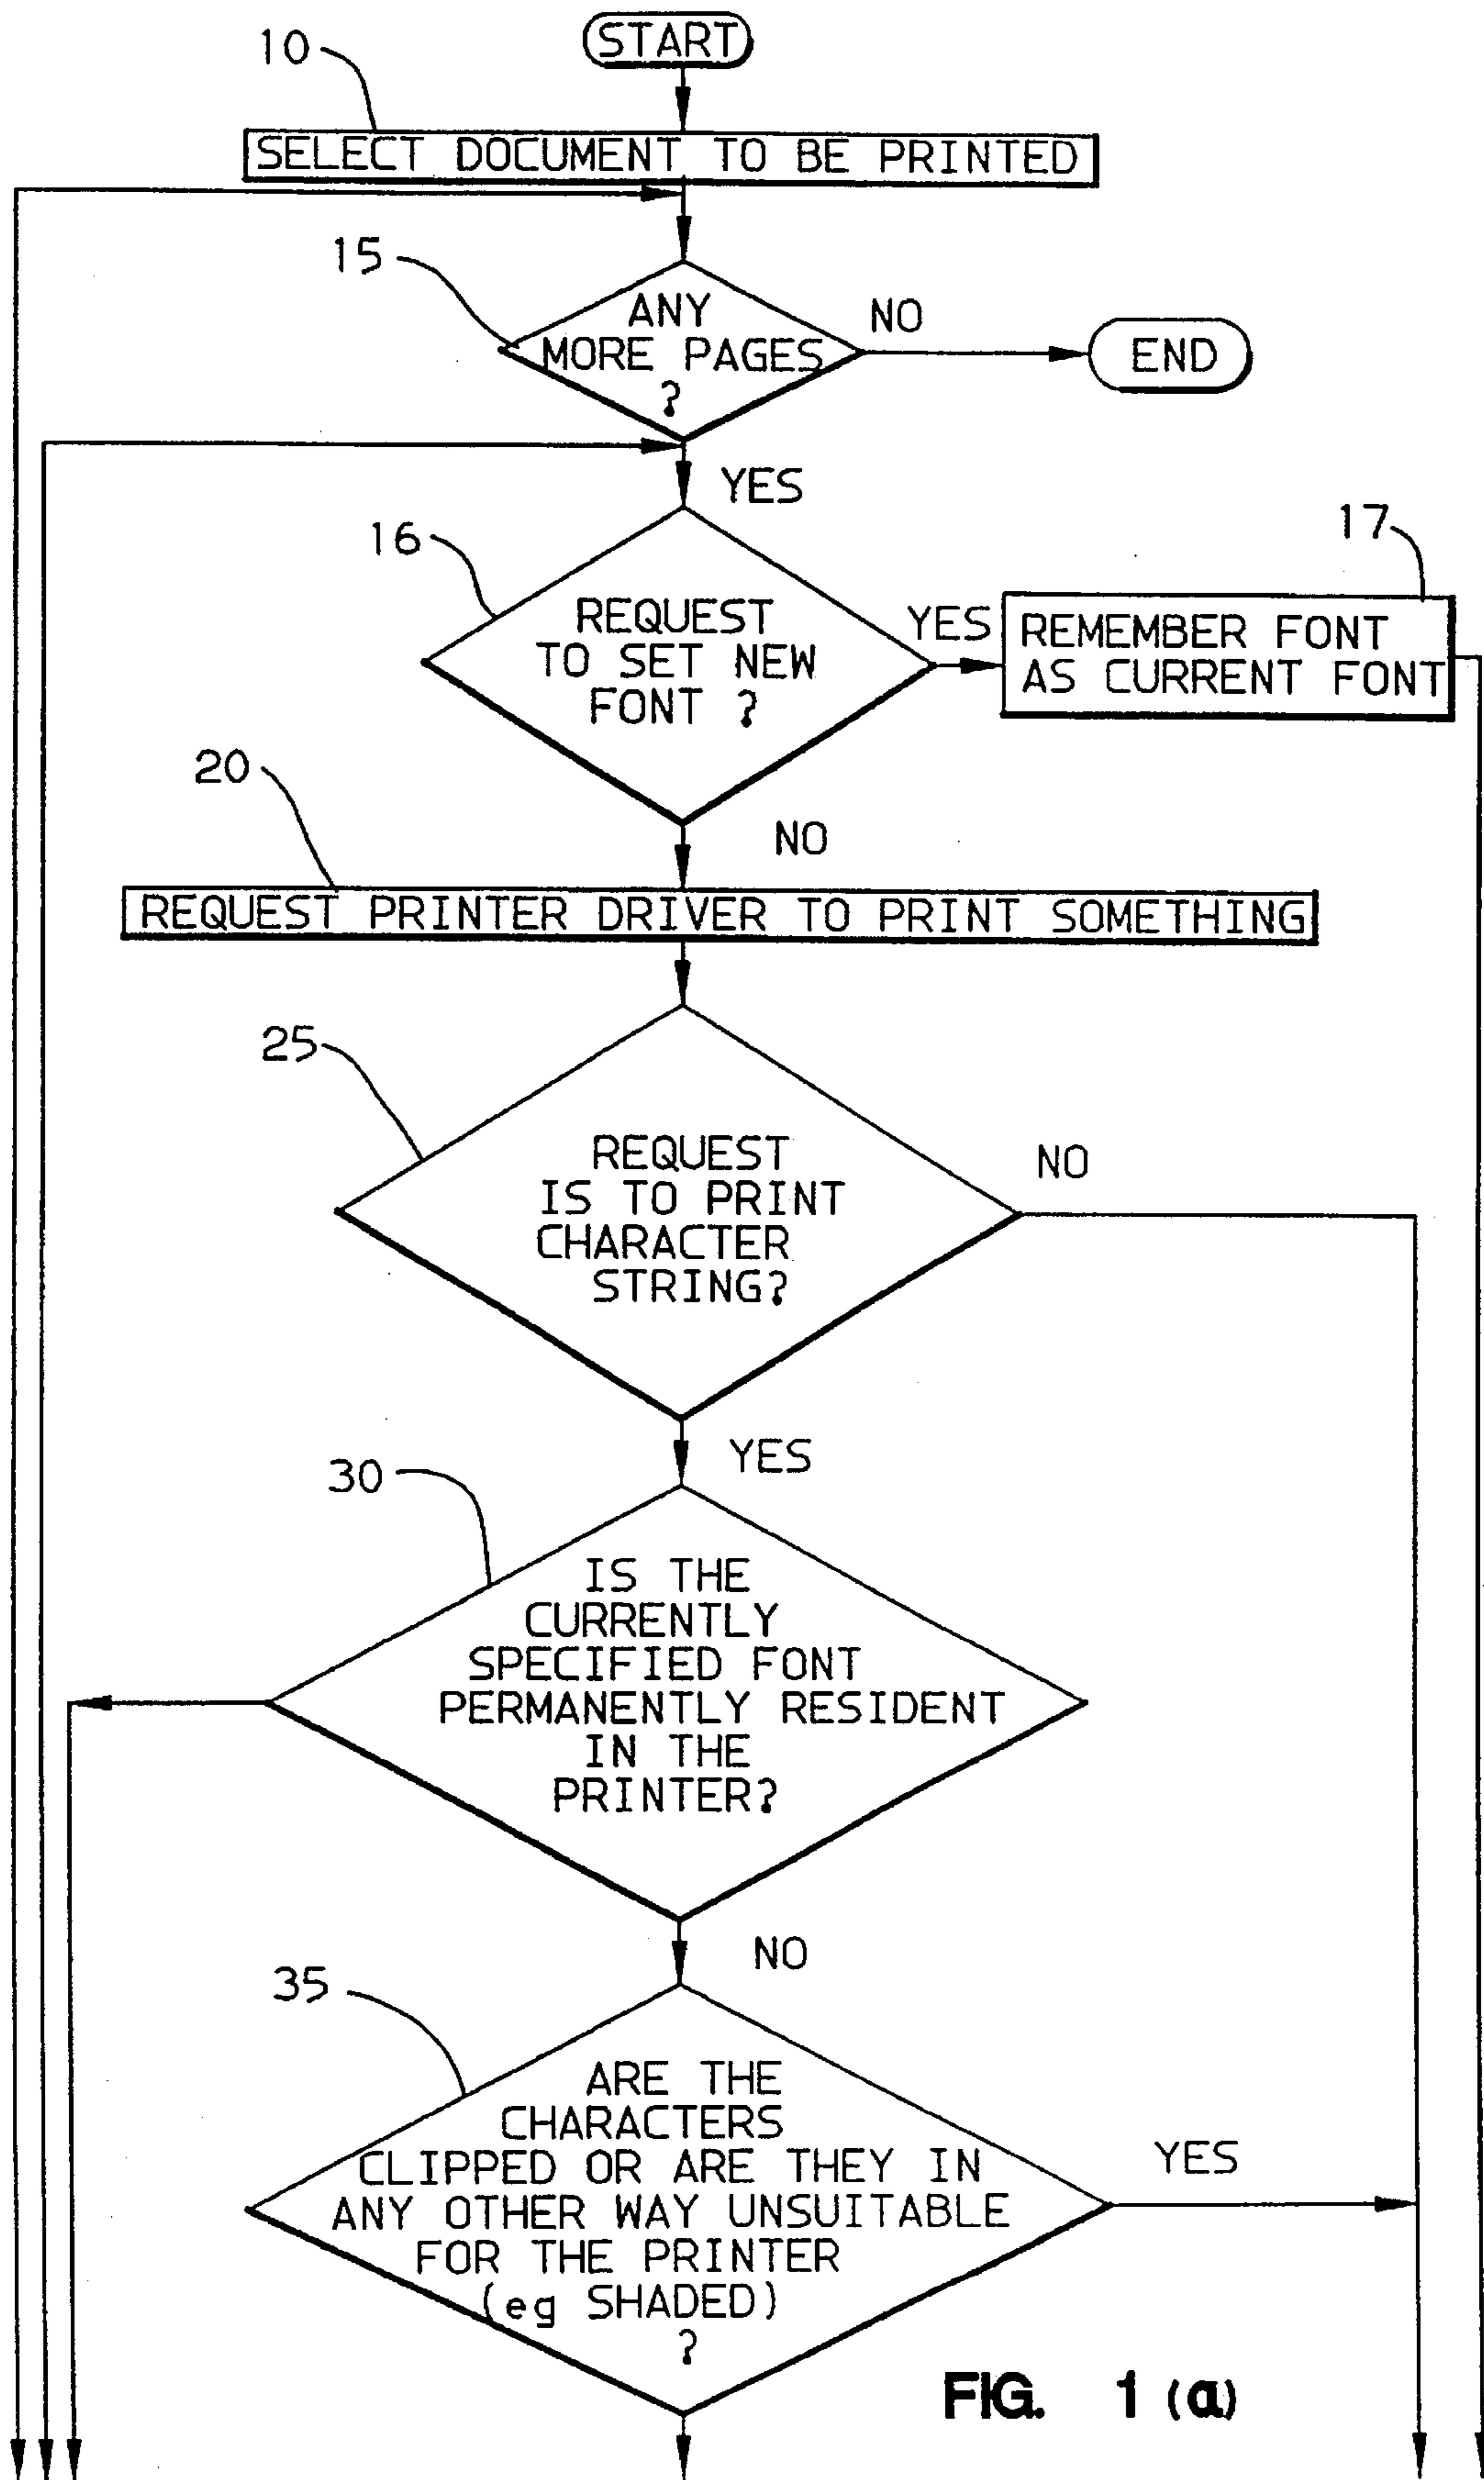 START
10
SELECT DOCUMENT TO BE PRINTED
15
ANY
MORE PAGES
?
NO
END
YES
16
REQUEST
TO SET NEW
FONT ?
YES
17
REMEMBER FONT
AS CURRENT FONT
20
NO
REQUEST PRINTER DRIVER TO PRINT SOMETHING
25
REQUEST
IS TO PRINT
CHARACTER
STRING?
NO
YES
30
IS THE
CURRENTLY
SPECIFIED FONT
PERMANENTLY RESIDENT
IN THE
PRINTER?
NO
35
ARE THE
CHARACTERS
CLIPPED OR ARE THEY IN
ANY OTHER WAY UNSUITABLE
FOR THE PRINTER
(eg SHADED)
?
YES
FIG. 1 (a)